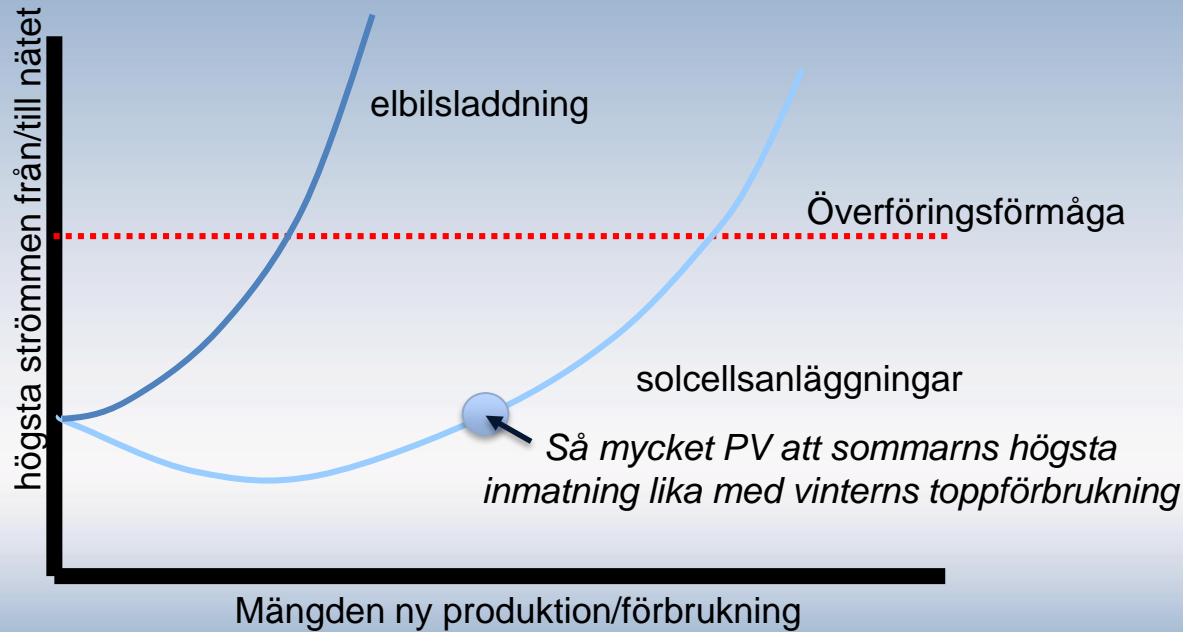 högsta strömmen från/till nätet
elbilsladdning
Överföringsförmåga
solcellsanläggningar
Så mycket PV att sommarns högsta
inmatning lika med vinterns toppförbrukning
Mängden ny produktion/förbrukning